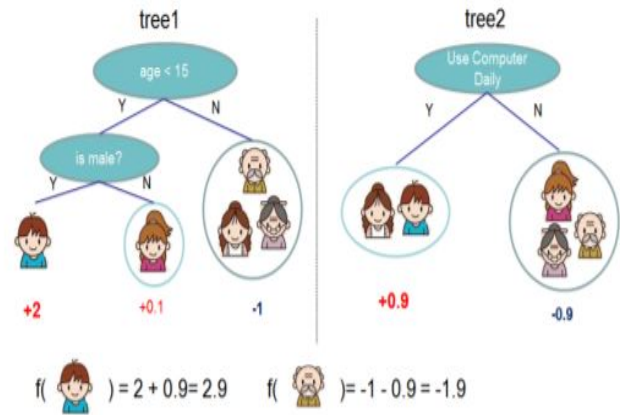 tree1
age < 15
Y
N
is male?
Y
N
+2
+0.1
-1
tree2
Use Computer
Daily
Y
N
+0.9
-0.9
f( ) = 2 + 0.9= 2.9
f( )= -1 - 0.9 = -1.9